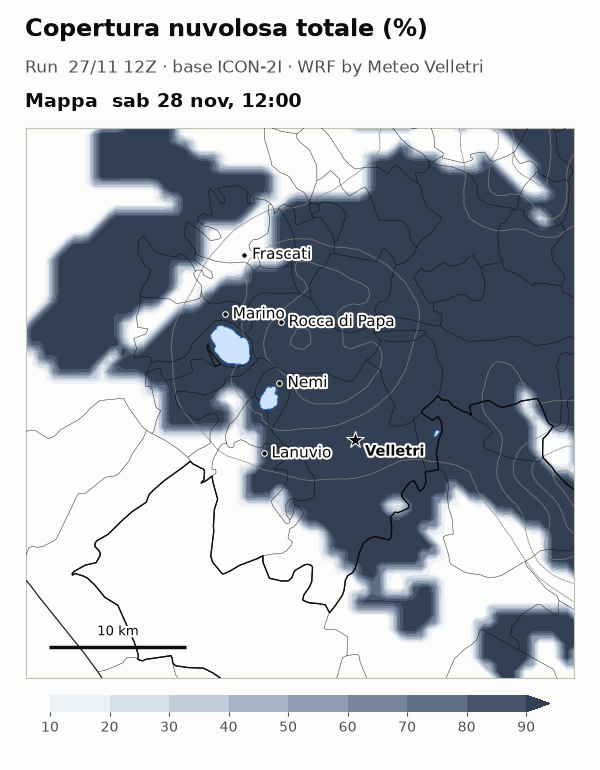 Copertura nuvolosa totale (%)
Run 27/11 12Z · base ICON-2I · WRF by Meteo Velletri
Mappa sab 28 nov, 12:00
Frascati
Marino
Rocca di Papa
Nemi
Lanuvio
Velletri
10 km
10 20 30 40 50 60 70 80 90